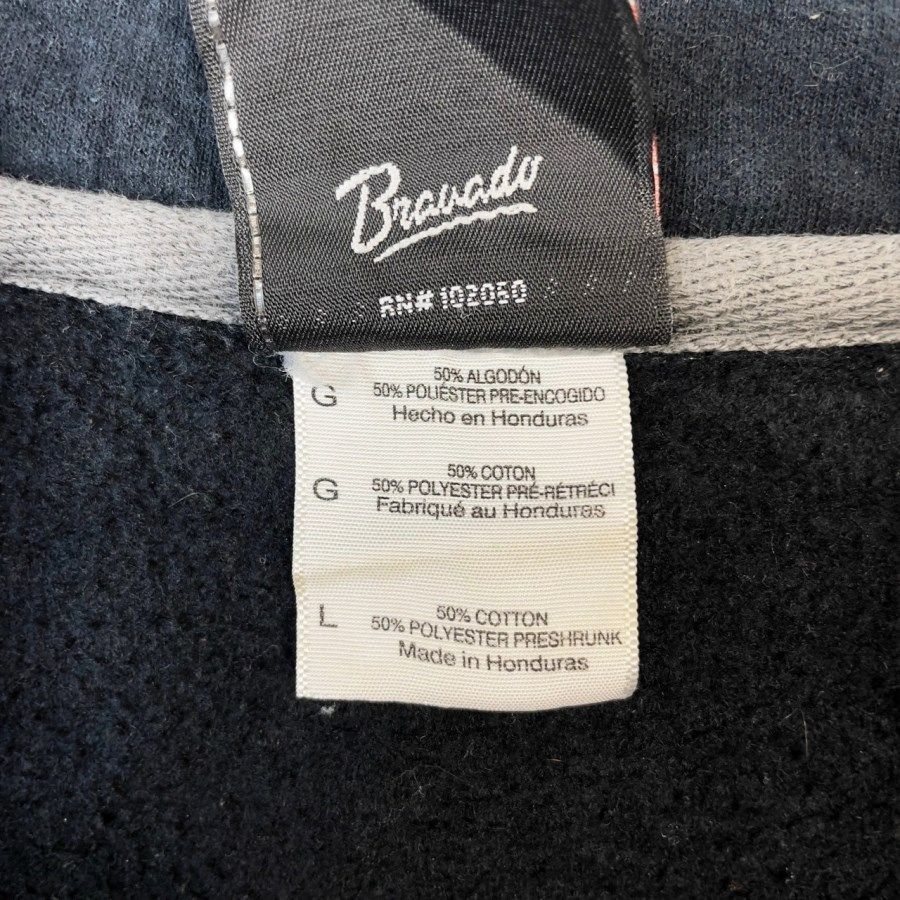 Bravado
RN# 102050
G
50% ALGODÓN
50% POLIÉSTER PRE-ENCOGIDO
Hecho en Honduras
G
50% COTON
50% POLYESTER PRÉ-RÉTRÉCI
Fabriqué au Honduras
L
50% COTTON
50% POLYESTER PRESHRUNK
Made in Honduras